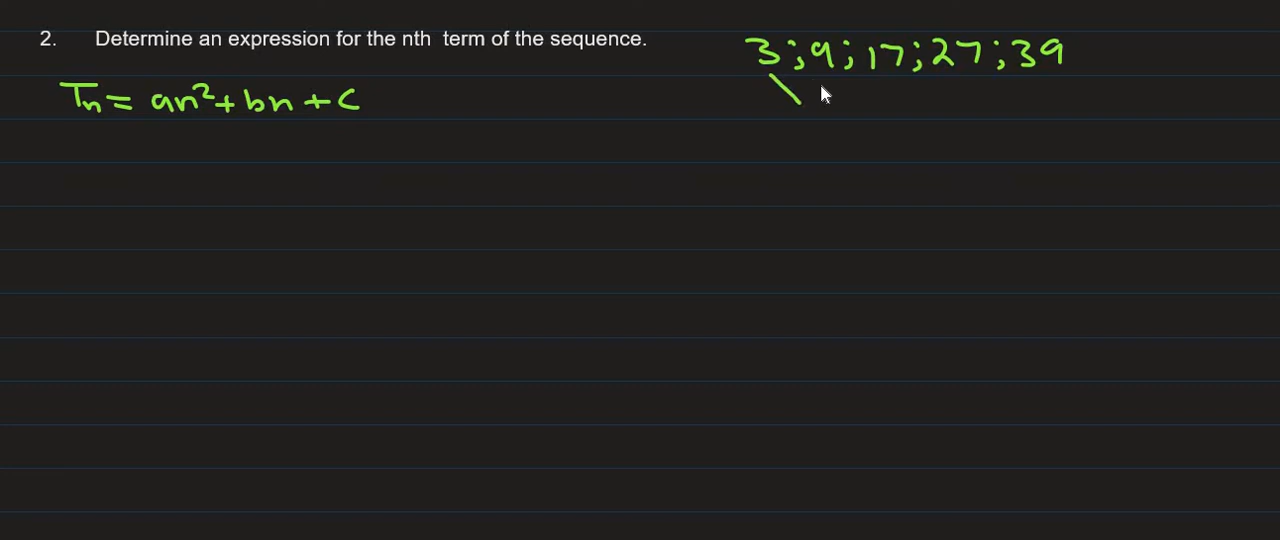 2. Determine an expression for the nth term of the sequence.
3 ; 9 ; 17 ; 27 ; 39
Tₙ = an² + bn + c